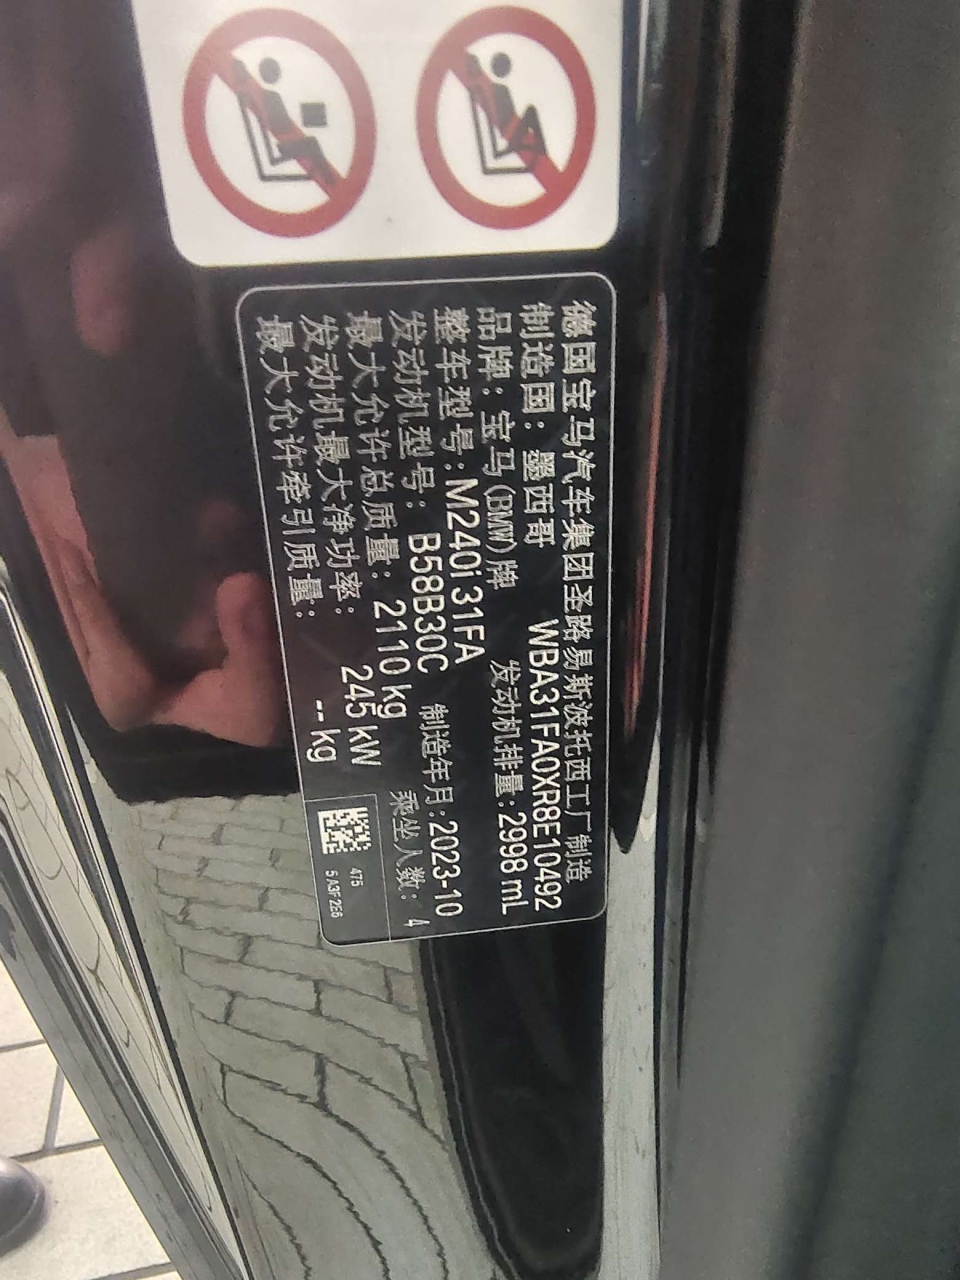 德国宝马汽车集团圣路易斯波托西工厂制造
制造国：墨西哥 WBA31FA0XR8E10492
品牌：宝马(BMW)牌 发动机排量：2998 mL
整车型号：M240i 31FA 制造年月：2023-10
发动机型号：B58B30C 乘坐人数：4
最大允许总质量：2110 kg
发动机最大净功率：245 kW
最大允许牵引质量：-- kg
475
5A3F2E6